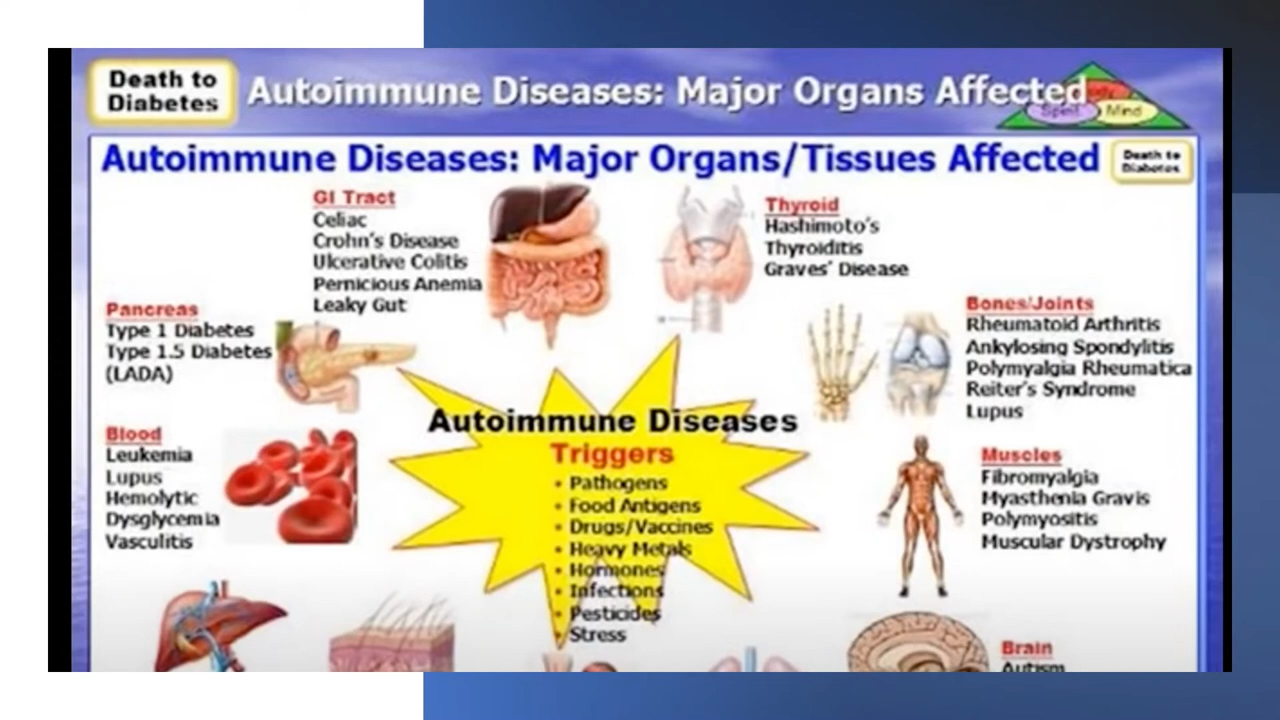 Death to
Diabetes
Autoimmune Diseases: Major Organs Affected
Body
Spirit
Mind
Autoimmune Diseases: Major Organs/Tissues Affected
Death to
Diabetes
GI Tract
Celiac
Crohn's Disease
Ulcerative Colitis
Pernicious Anemia
Leaky Gut
Thyroid
Hashimoto's
Thyroiditis
Graves' Disease
Pancreas
Type 1 Diabetes
Type 1.5 Diabetes
(LADA)
Bones/Joints
Rheumatoid Arthritis
Ankylosing Spondylitis
Polymyalgia Rheumatica
Reiter's Syndrome
Lupus
Blood
Leukemia
Lupus
Hemolytic
Dysglycemia
Vasculitis
Autoimmune Diseases
Triggers
• Pathogens
• Food Antigens
• Drugs/Vaccines
• Heavy Metals
• Hormones
• Infections
• Pesticides
• Stress
Muscles
Fibromyalgia
Myasthenia Gravis
Polymyositis
Muscular Dystrophy
Brain
Autism